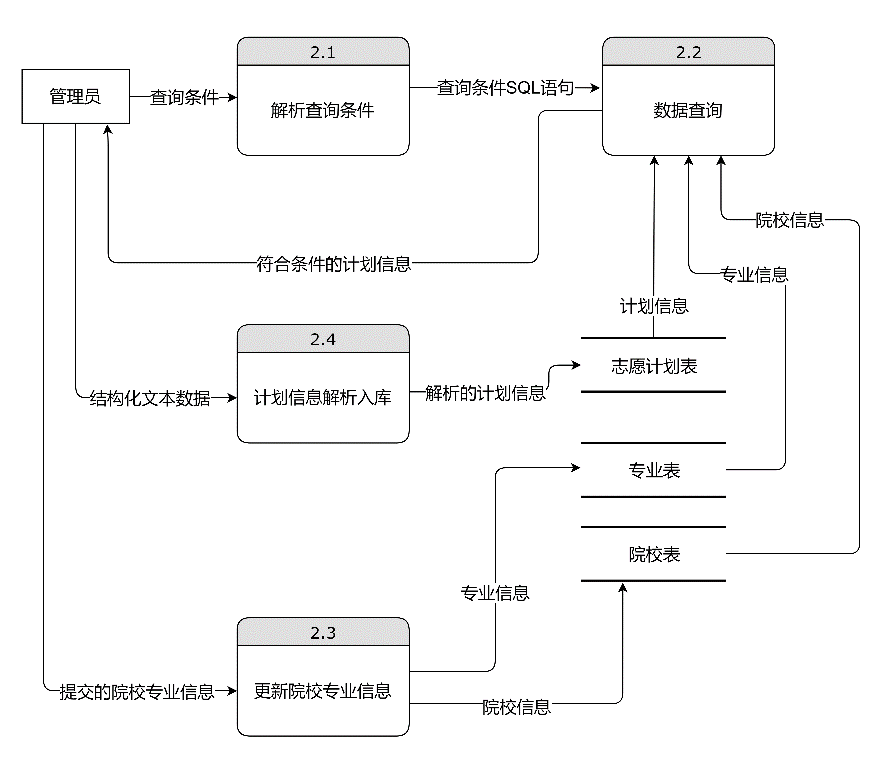 2.1
2.2
管理员
查询条件
解析查询条件
查询条件SQL语句
数据查询
院校信息
符合条件的计划信息
专业信息
计划信息
2.4
志愿计划表
结构化文本数据
计划信息解析入库
解析的计划信息
专业表
院校表
专业信息
2.3
提交的院校专业信息
更新院校专业信息
院校信息